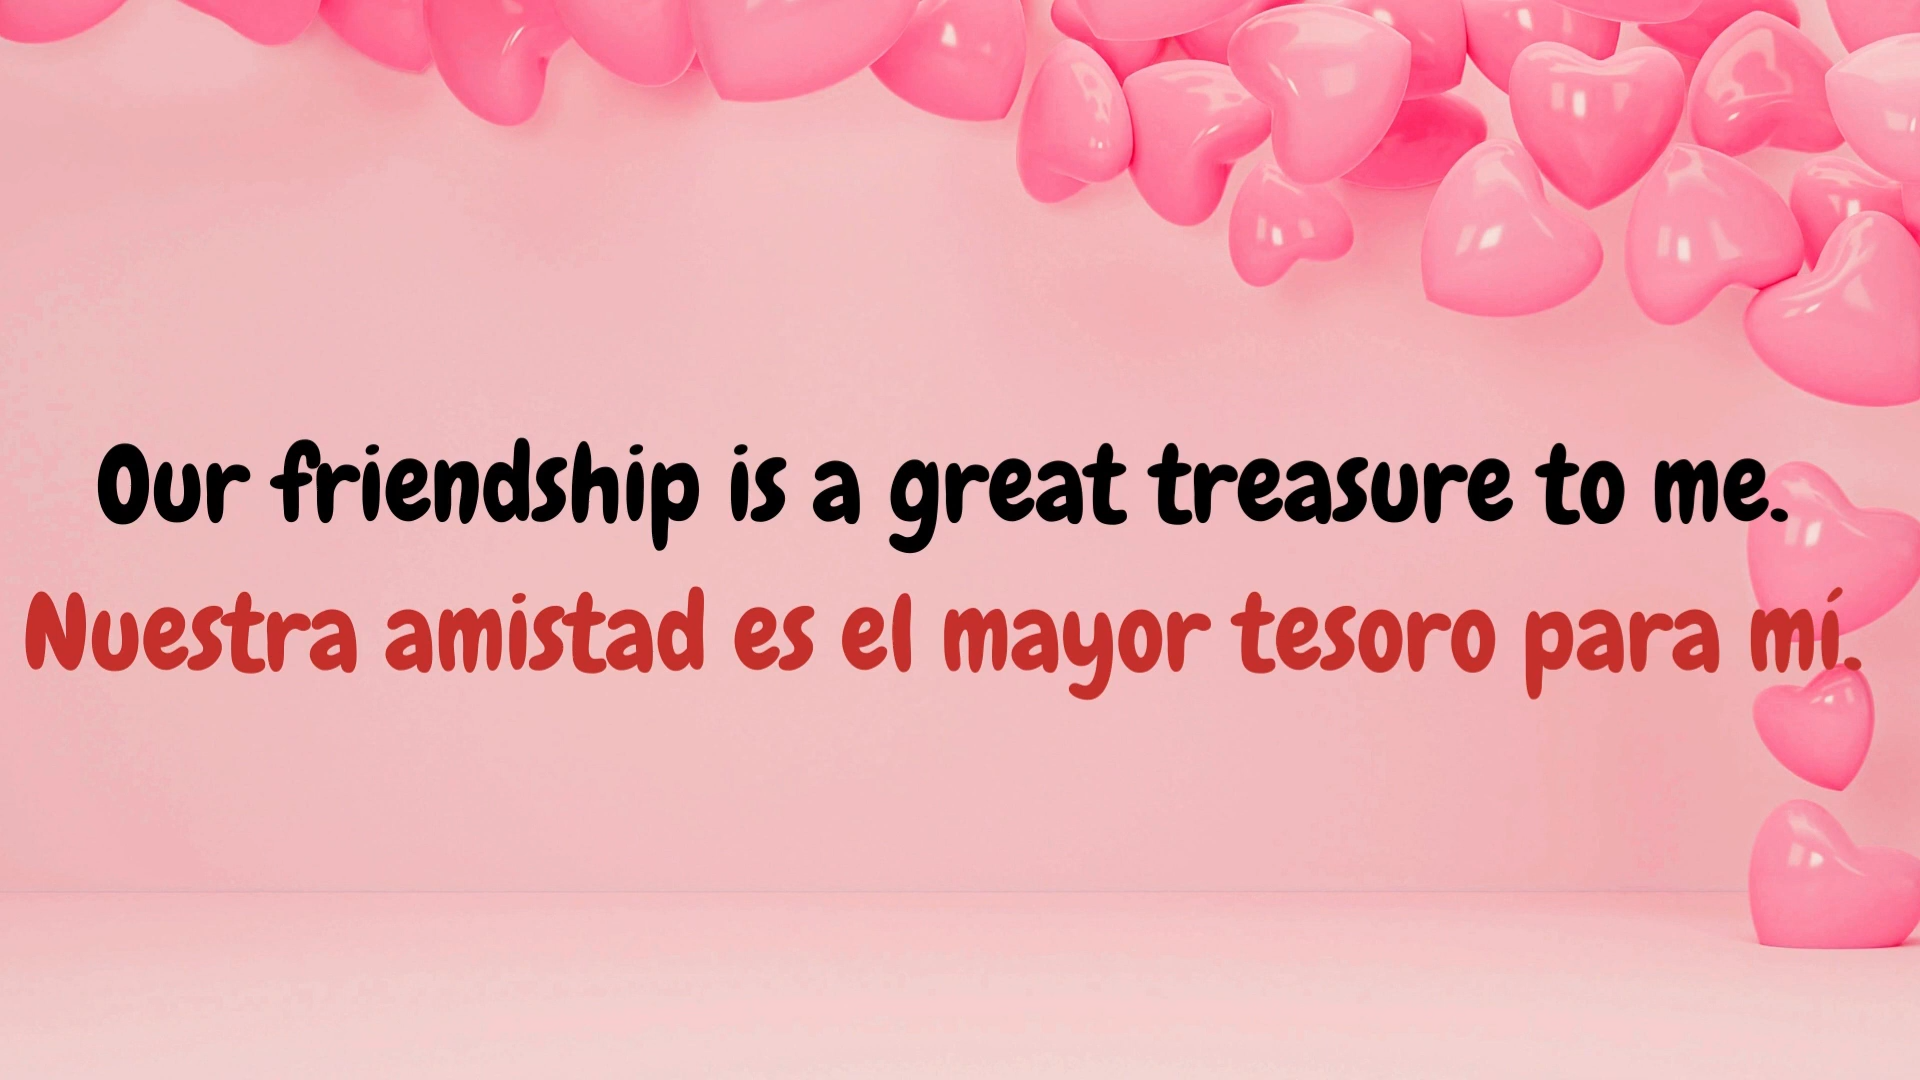 Our friendship is a great treasure to me.
Nuestra amistad es el mayor tesoro para mí.